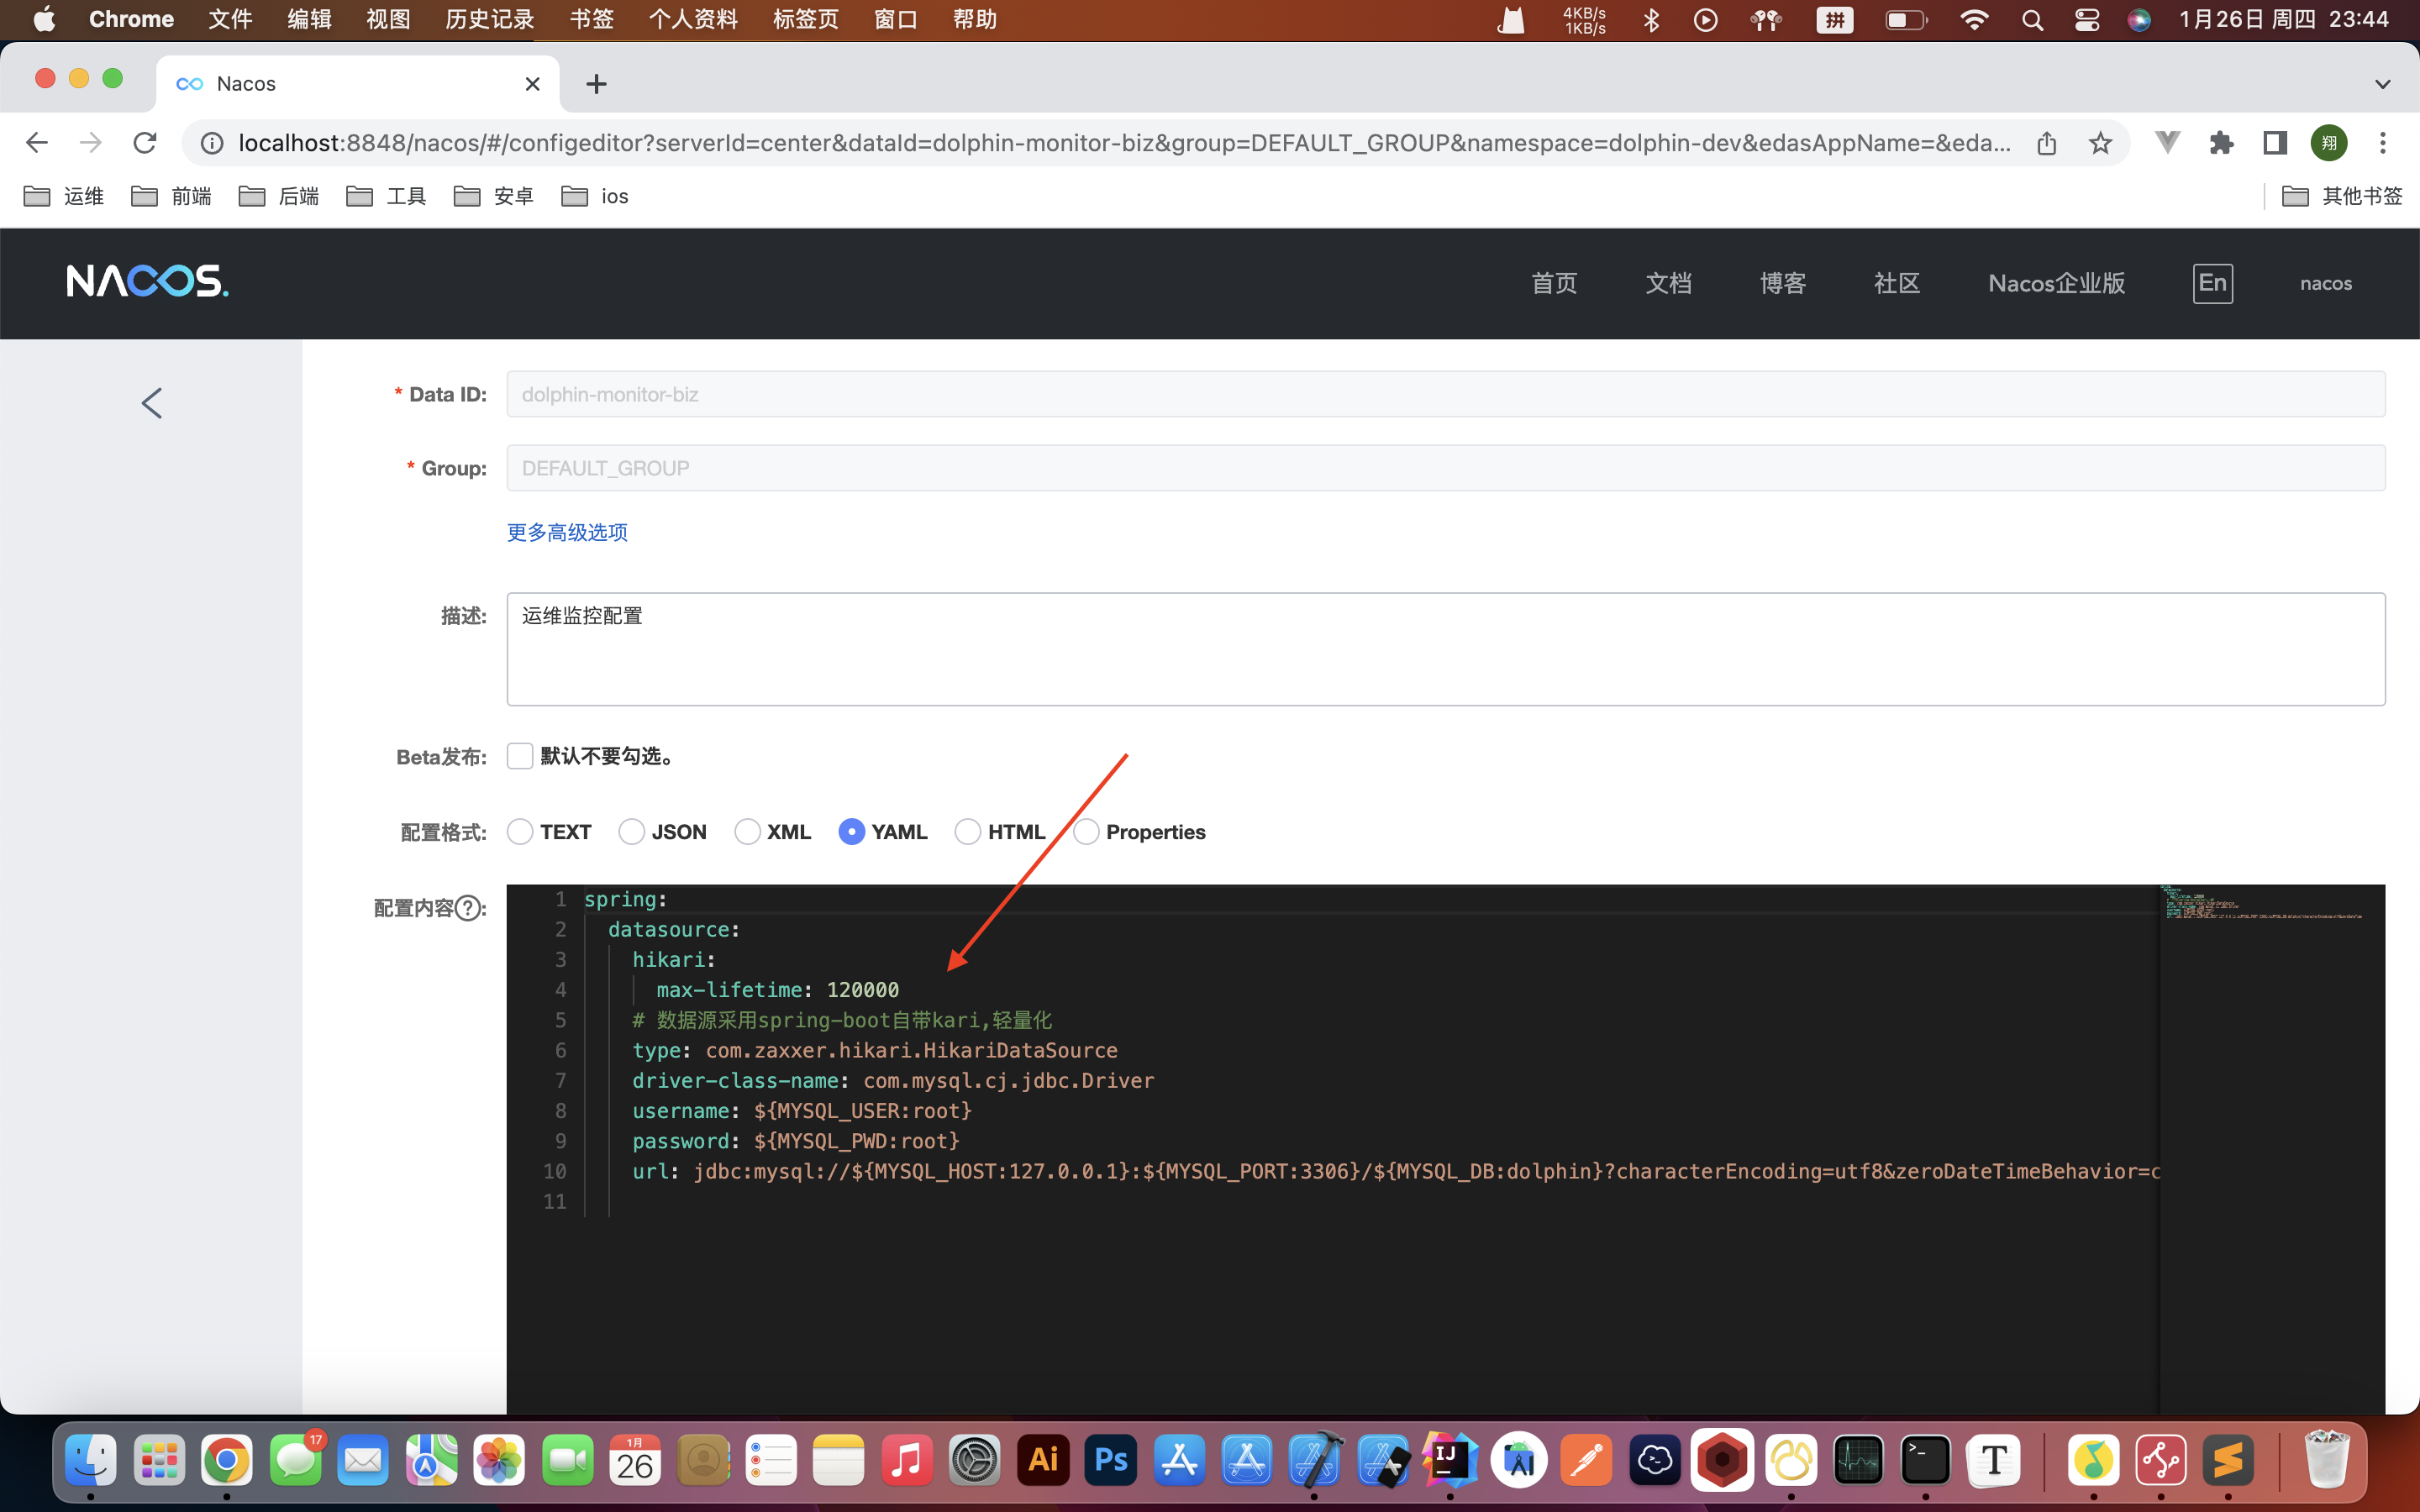 Chrome 文件 编辑 视图 历史记录 书签 个人资料 标签页 窗口 帮助 4KB/s 1KB/s 拼 1月26日 周四 23:44
Nacos
localhost:8848/nacos/#/configeditor?serverId=center&dataId=dolphin-monitor-biz&group=DEFAULT_GROUP&namespace=dolphin-dev&edasAppName=&eda... 翔
运维 前端 后端 工具 安卓 ios 其他书签
NACOS. 首页 文档 博客 社区 Nacos企业版 En nacos
* Data ID: dolphin-monitor-biz
* Group: DEFAULT_GROUP
更多高级选项
描述: 运维监控配置
Beta发布: 默认不要勾选。
配置格式: TEXT JSON XML YAML HTML Properties
配置内容?:
1 spring:
2 datasource:
3 hikari:
4 max-lifetime: 120000
5 # 数据源采用spring-boot自带kari,轻量化
6 type: com.zaxxer.hikari.HikariDataSource
7 driver-class-name: com.mysql.cj.jdbc.Driver
8 username: ${MYSQL_USER:root}
9 password: ${MYSQL_PWD:root}
10 url: jdbc:mysql://${MYSQL_HOST:127.0.0.1}:${MYSQL_PORT:3306}/${MYSQL_DB:dolphin}?characterEncoding=utf8&zeroDateTimeBehavior=c
11
17 1月 26 Ai Ps IJ >_ T